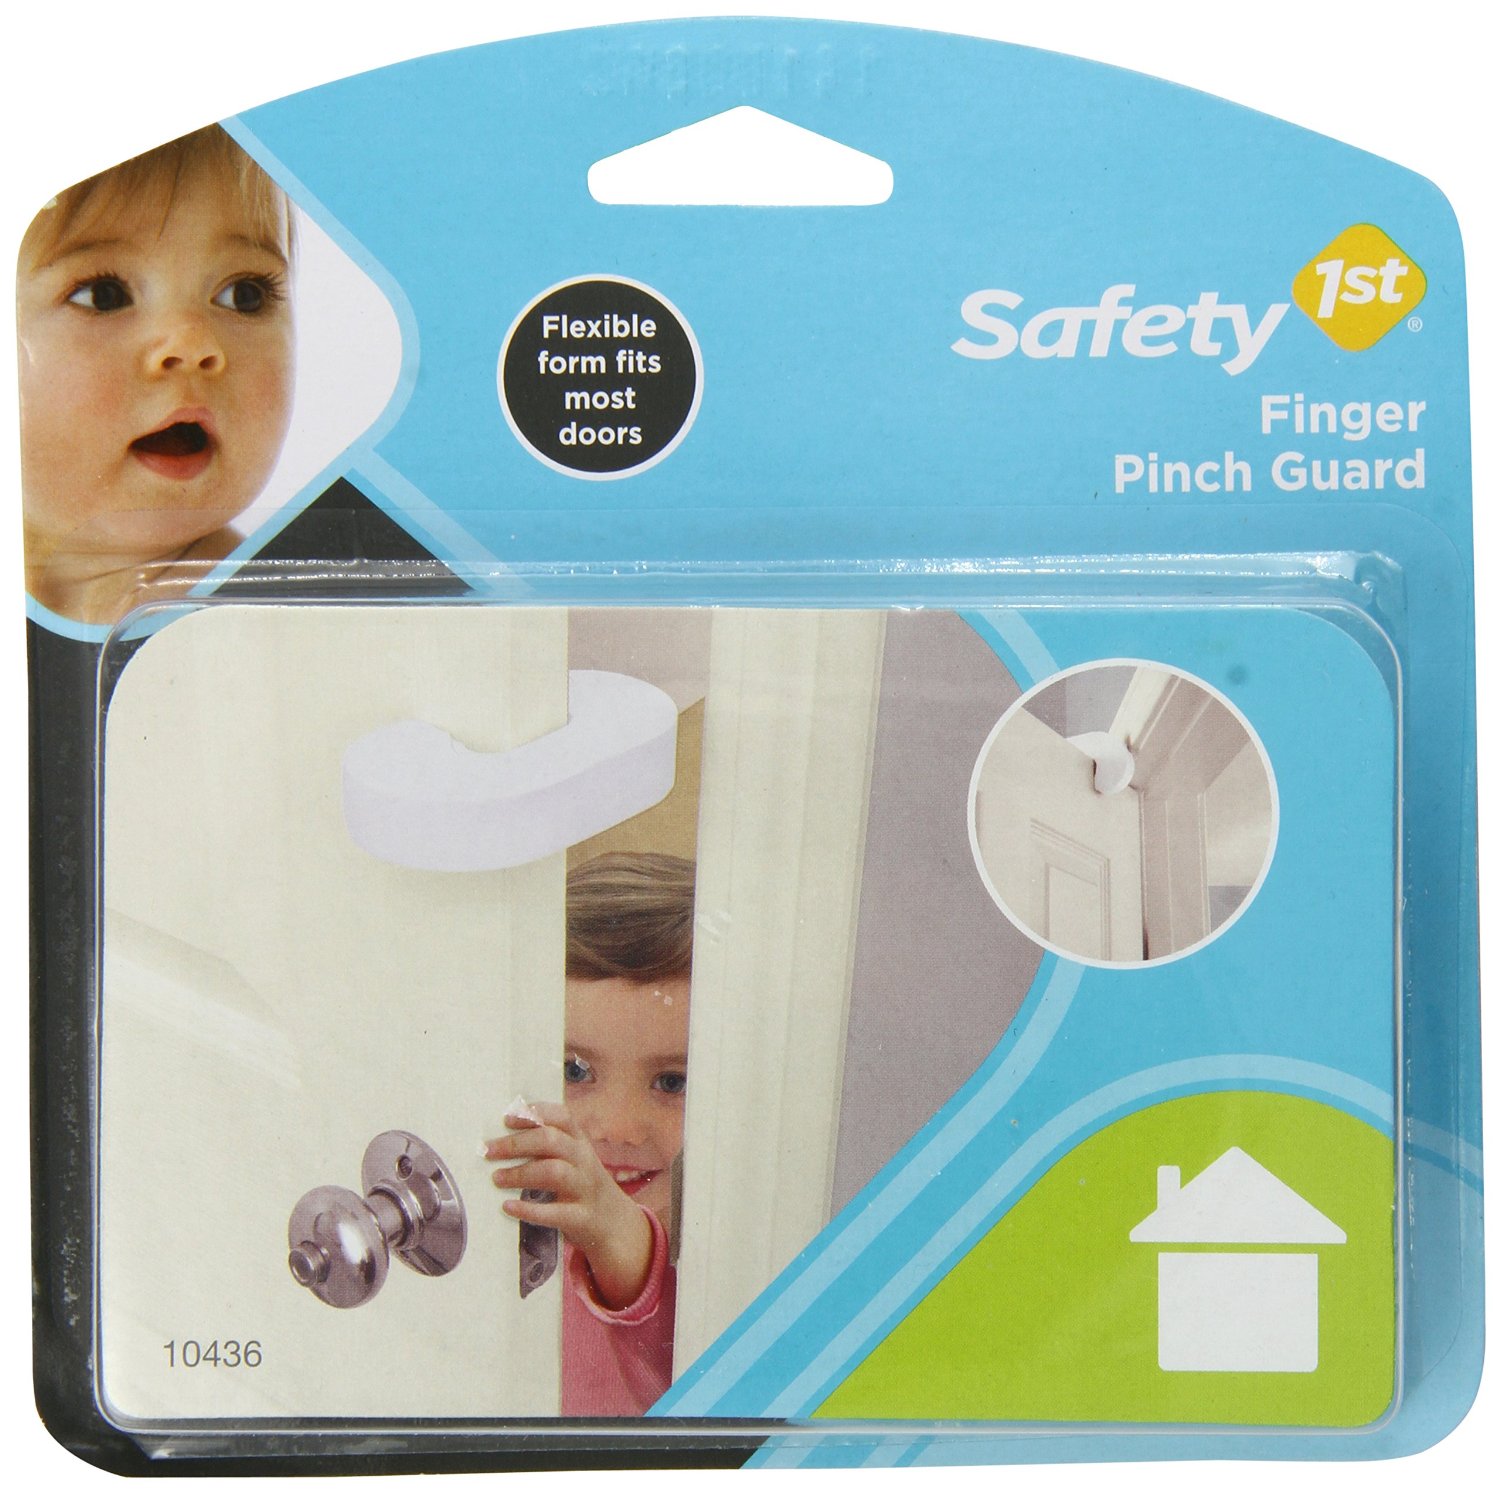 Flexible
form fits
most
doors
Safety 1st®
Finger
Pinch Guard
10436